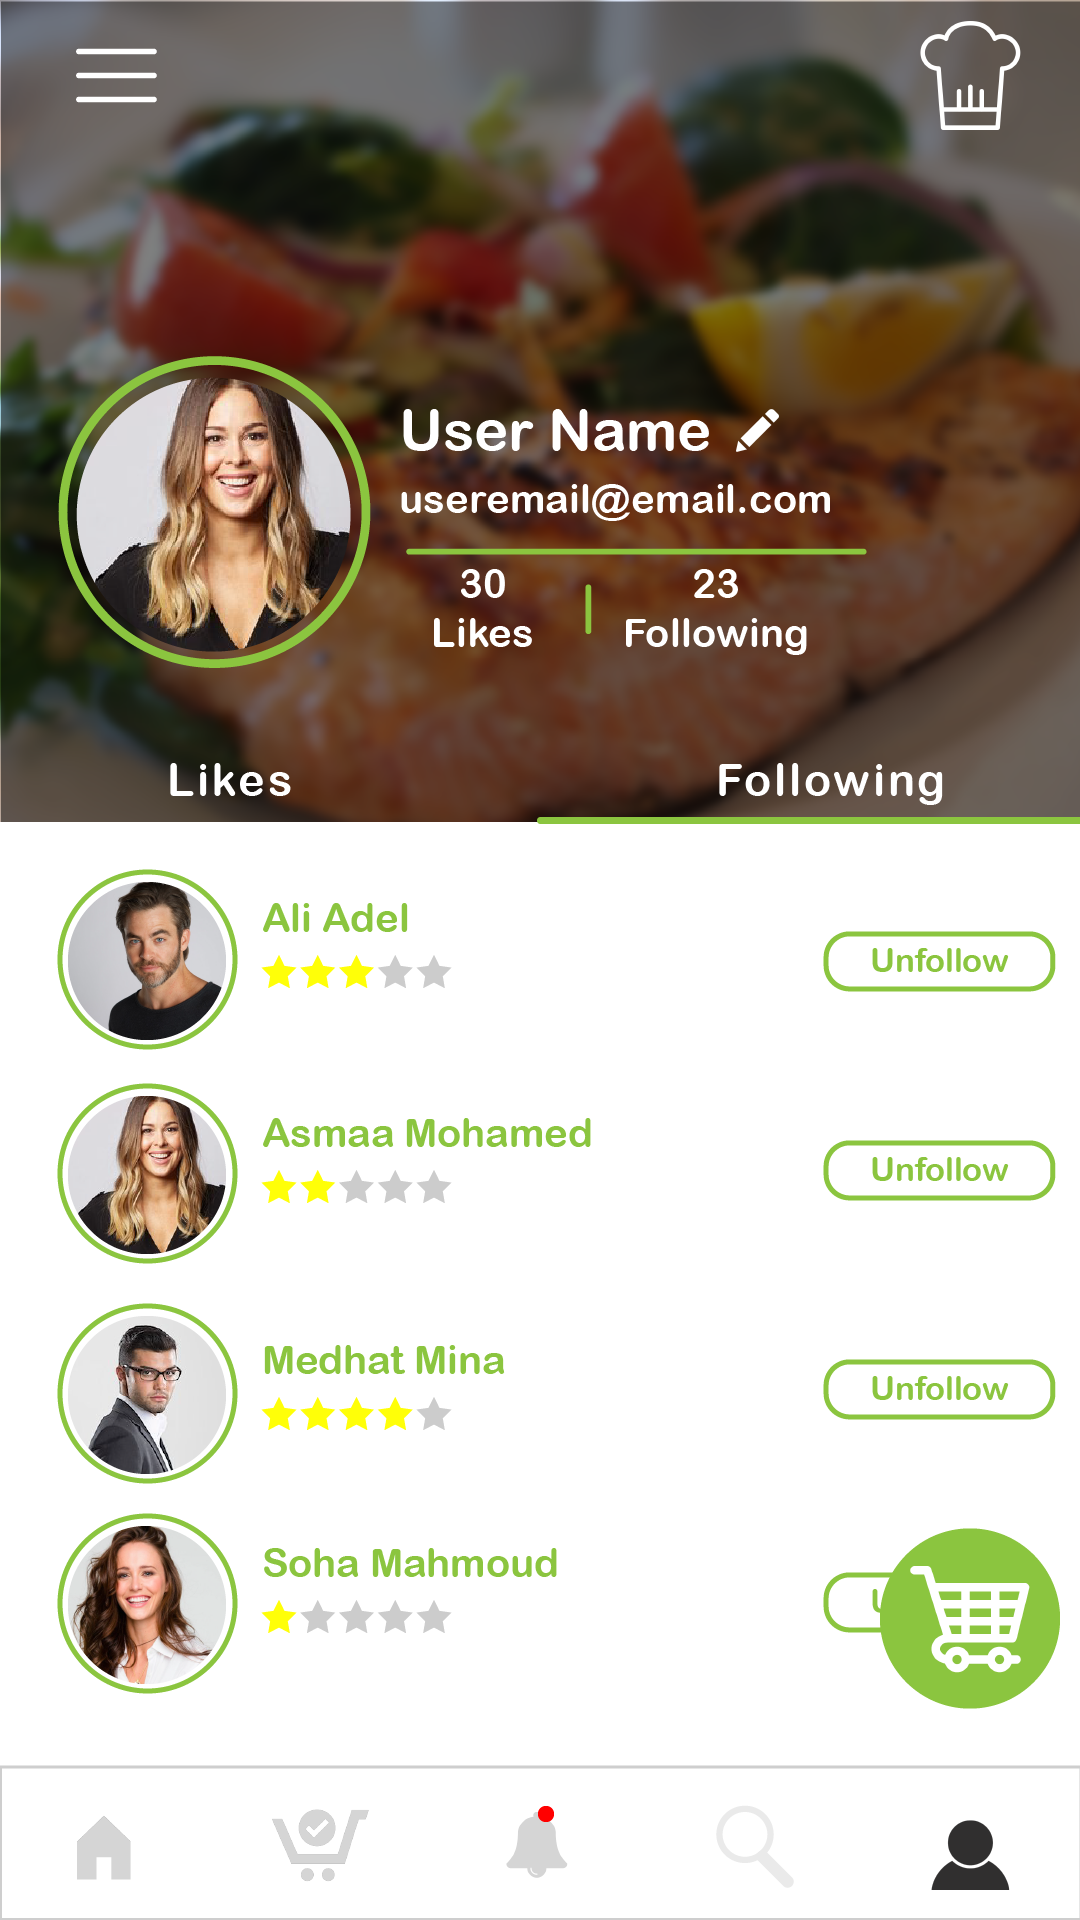 User Name
useremail@email.com
30
Likes
23
Following
Likes
Following
Ali Adel
Unfollow
Asmaa Mohamed
Unfollow
Medhat Mina
Unfollow
Soha Mahmoud